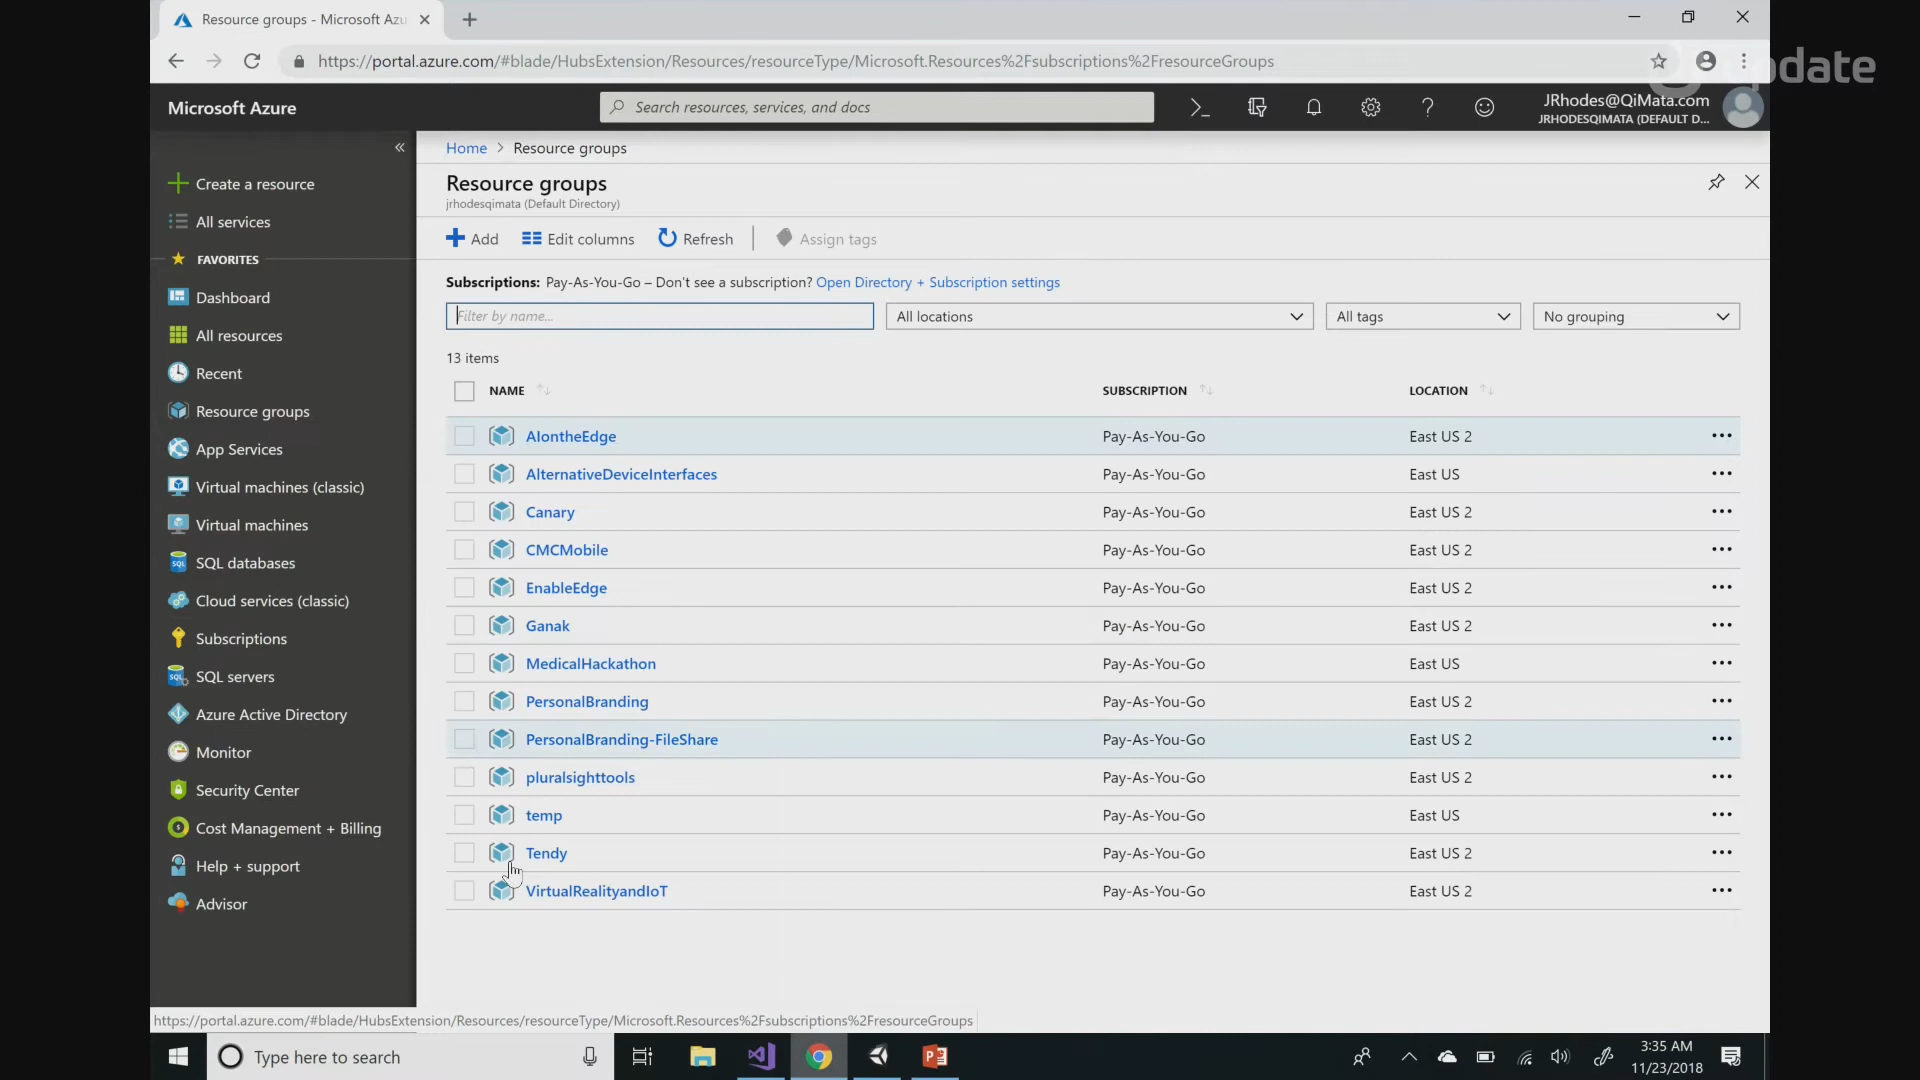 Resource groups - Microsoft Azu
https://portal.azure.com/#blade/HubsExtension/Resources/resourceType/Microsoft.Resources%2Fsubscriptions%2FresourceGroups
update
Microsoft Azure
Search resources, services, and docs
JRhodes@QiMata.com
JRHODESQIMATA (DEFAULT D...
Home > Resource groups
Resource groups
jrhodesqimata (Default Directory)
Add Edit columns Refresh Assign tags
Subscriptions: Pay-As-You-Go – Don't see a subscription? Open Directory + Subscription settings
Filter by name... All locations All tags No grouping
13 items
NAME SUBSCRIPTION LOCATION
AIontheEdge Pay-As-You-Go East US 2
AlternativeDeviceInterfaces Pay-As-You-Go East US
Canary Pay-As-You-Go East US 2
CMCMobile Pay-As-You-Go East US 2
EnableEdge Pay-As-You-Go East US 2
Ganak Pay-As-You-Go East US 2
MedicalHackathon Pay-As-You-Go East US
PersonalBranding Pay-As-You-Go East US 2
PersonalBranding-FileShare Pay-As-You-Go East US 2
pluralsighttools Pay-As-You-Go East US 2
temp Pay-As-You-Go East US
Tendy Pay-As-You-Go East US 2
VirtualRealityandIoT Pay-As-You-Go East US 2
Create a resource
All services
FAVORITES
Dashboard
All resources
Recent
Resource groups
App Services
Virtual machines (classic)
Virtual machines
SQL databases
Cloud services (classic)
Subscriptions
SQL servers
Azure Active Directory
Monitor
Security Center
Cost Management + Billing
Help + support
Advisor
https://portal.azure.com/#blade/HubsExtension/Resources/resourceType/Microsoft.Resources%2Fsubscriptions%2FresourceGroups
Type here to search
3:35 AM
11/23/2018